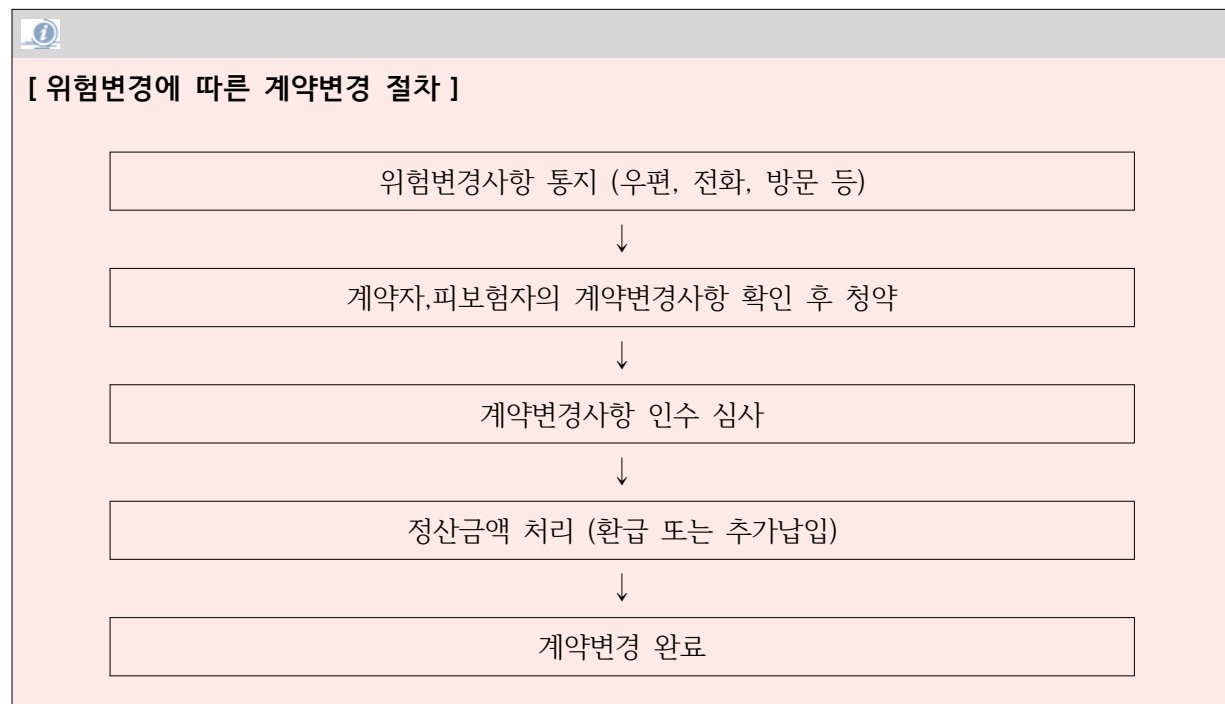 [ 위험변경에 따른 계약변경 절차 ]
위험변경사항 통지 (우편, 전화, 방문 등)
↓
계약자,피보험자의 계약변경사항 확인 후 청약
↓
계약변경사항 인수 심사
↓
정산금액 처리 (환급 또는 추가납입)
↓
계약변경 완료